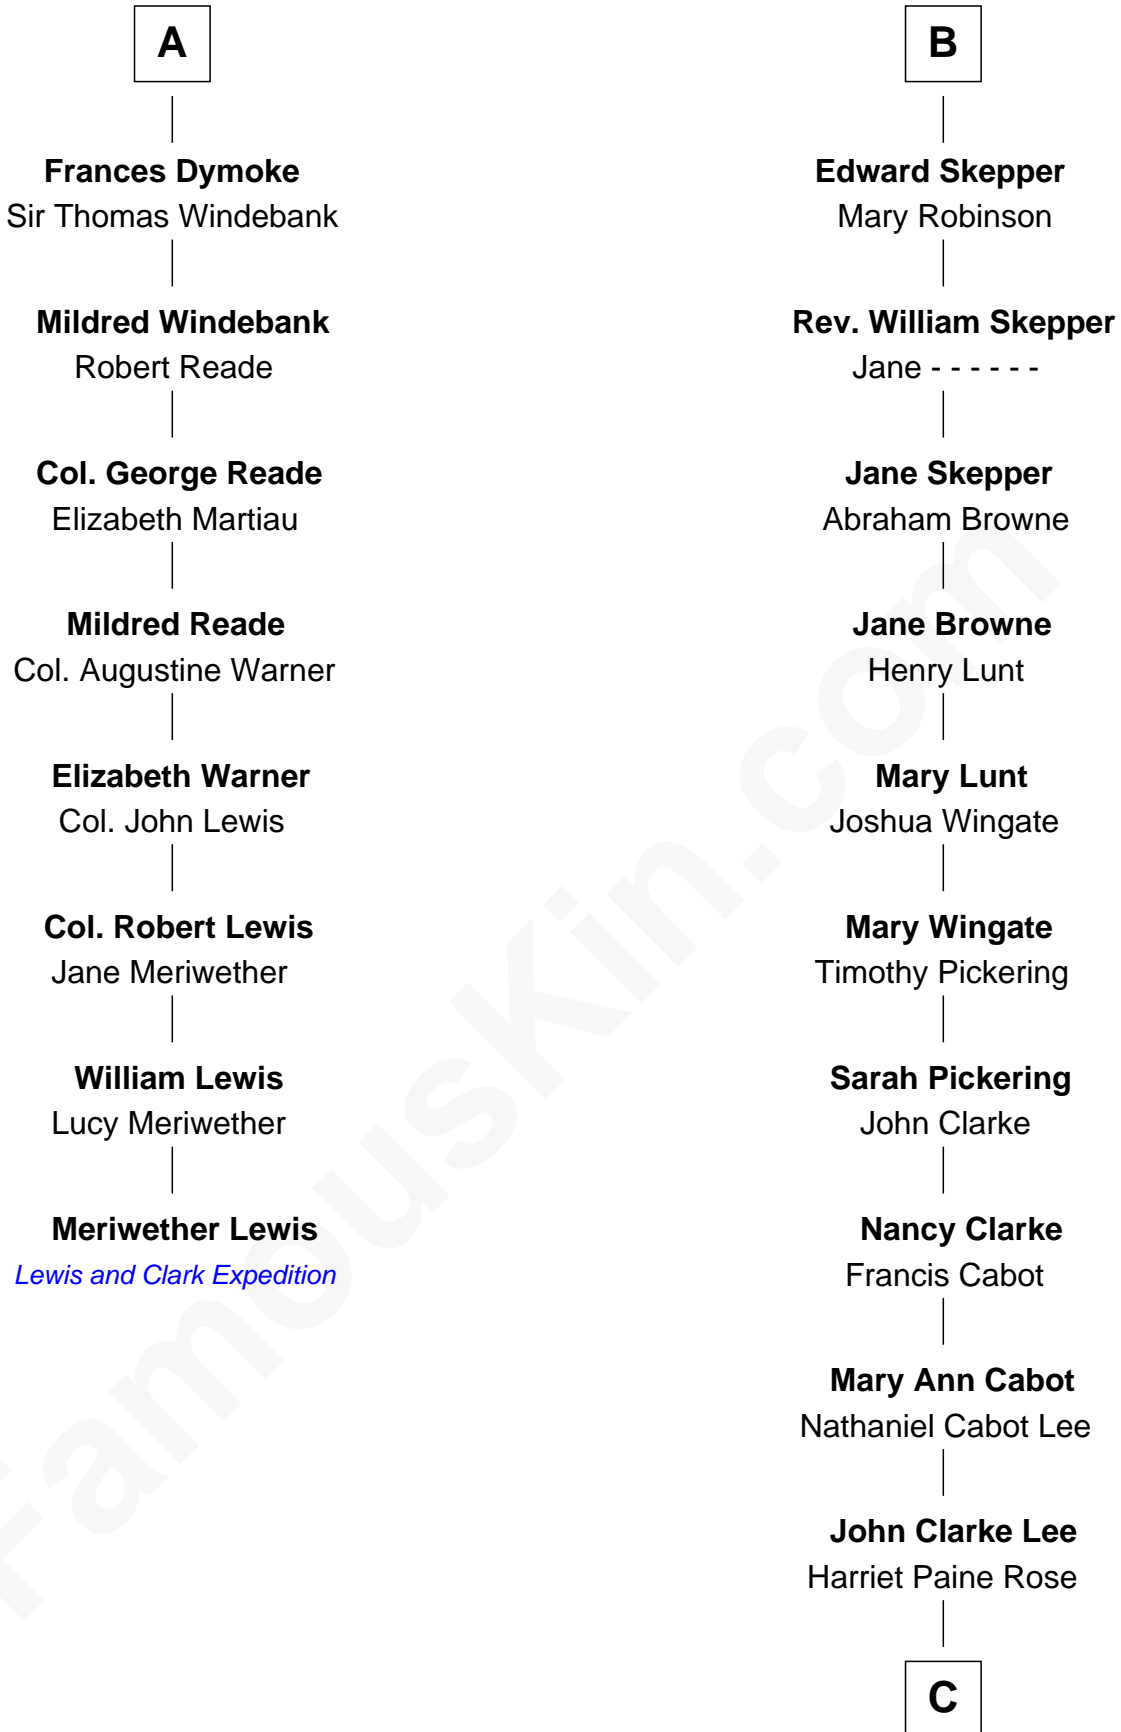 A
Frances Dymoke
Sir Thomas Windebank
Mildred Windebank
Robert Reade
Col. George Reade
Elizabeth Martiau
Mildred Reade
Col. Augustine Warner
Elizabeth Warner
Col. John Lewis
Col. Robert Lewis
Jane Meriwether
William Lewis
Lucy Meriwether
Meriwether Lewis
Lewis and Clark Expedition
B
Edward Skepper
Mary Robinson
Rev. William Skepper
Jane - - - - - -
Jane Skepper
Abraham Browne
Jane Browne
Henry Lunt
Mary Lunt
Joshua Wingate
Mary Wingate
Timothy Pickering
Sarah Pickering
John Clarke
Nancy Clarke
Francis Cabot
Mary Ann Cabot
Nathaniel Cabot Lee
John Clarke Lee
Harriet Paine Rose
C
FamousKin.com